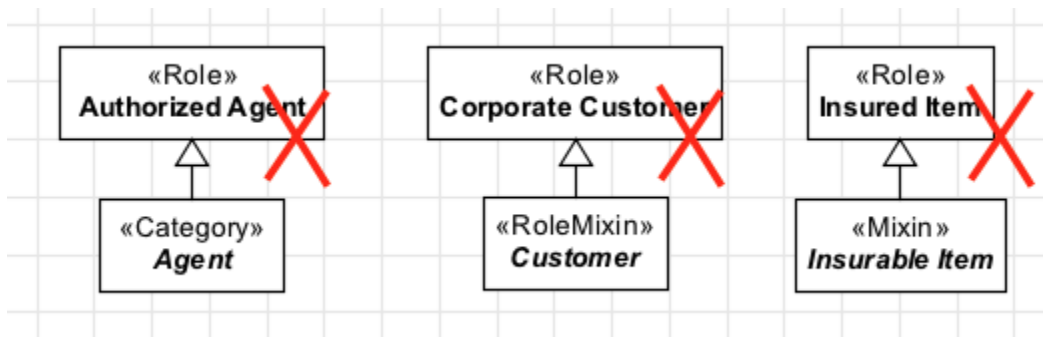 «Role»
Authorized Agent
«Category»
Agent
«Role»
Corporate Customer
«RoleMixin»
Customer
«Role»
Insured Item
«Mixin»
Insurable Item